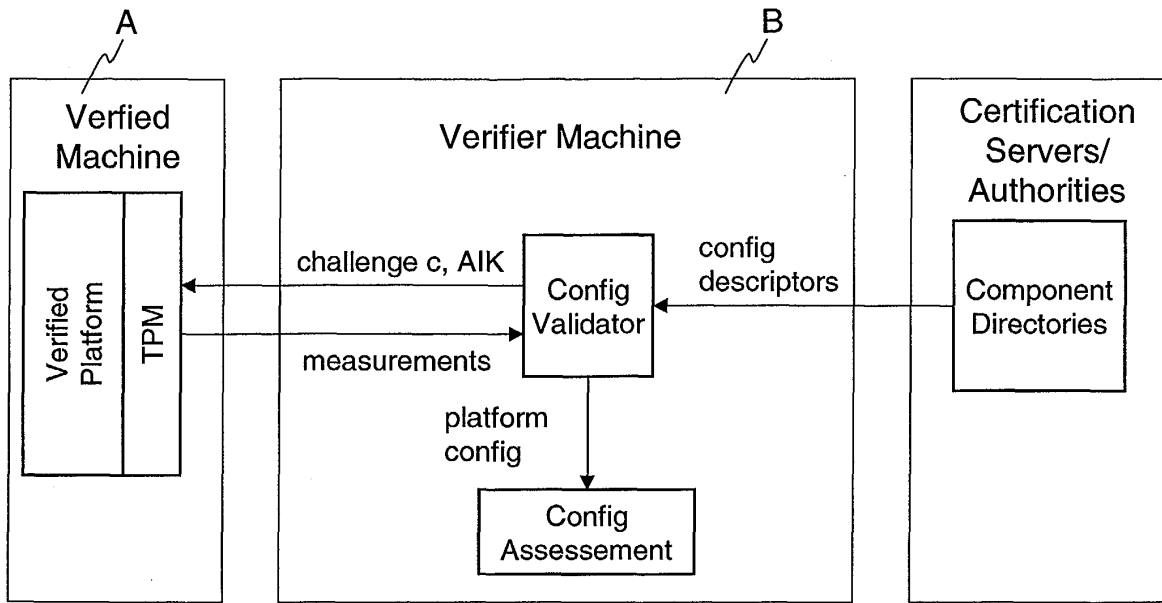 A
B
Verfied
Machine
Verifier Machine
Certification
Servers/
Authorities
Verified
Platform
TPM
challenge c, AIK
measurements
Config
Validator
config
descriptors
Component
Directories
platform
config
Config
Assessement